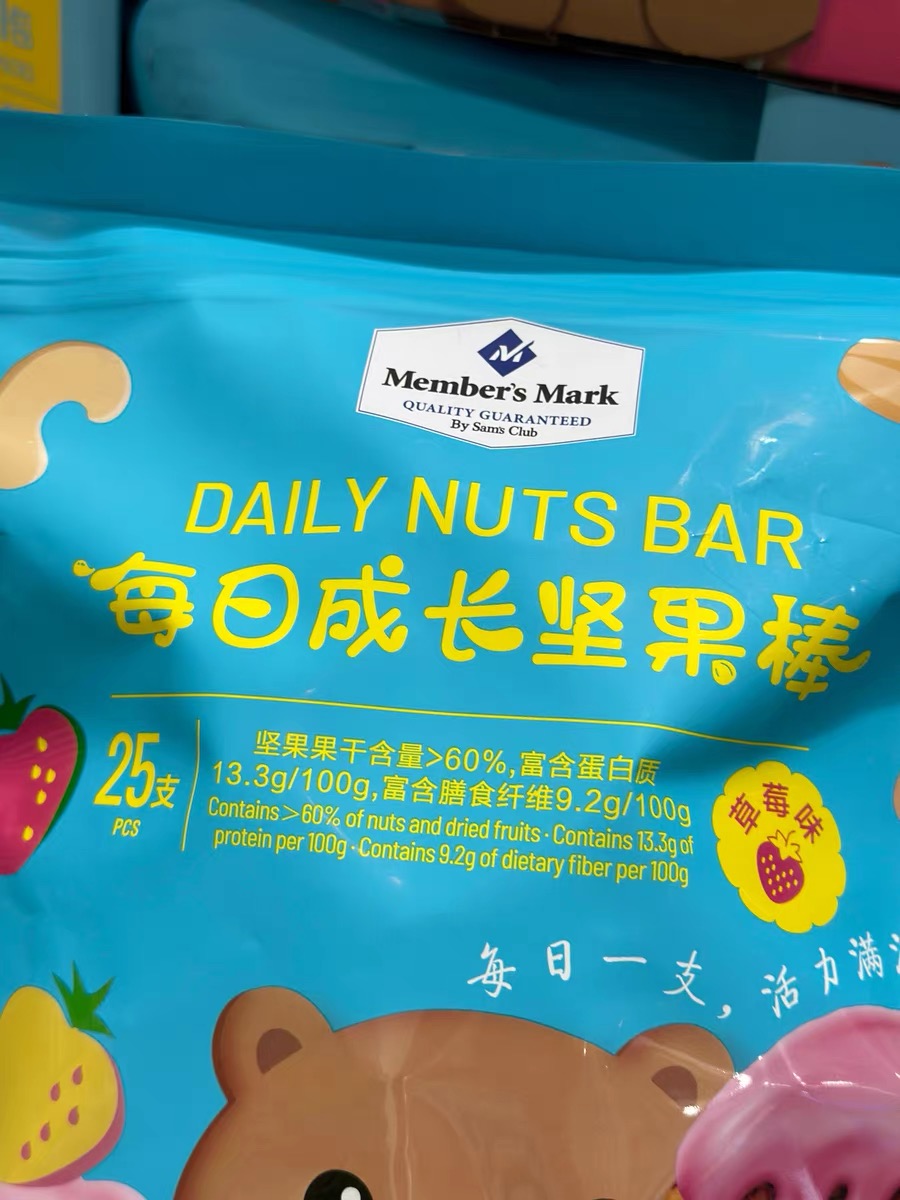 Member's Mark
QUALITY GUARANTEED
By Sam's Club
DAILY NUTS BAR
每日成长坚果棒
25支
PCS
坚果果干含量>60%,富含蛋白质
13.3g/100g,富含膳食纤维9.2g/100g
Contains>60% of nuts and dried fruits · Contains 13.3g of
protein per 100g · Contains 9.2g of dietary fiber per 100g
草莓味
每日一支,活力满